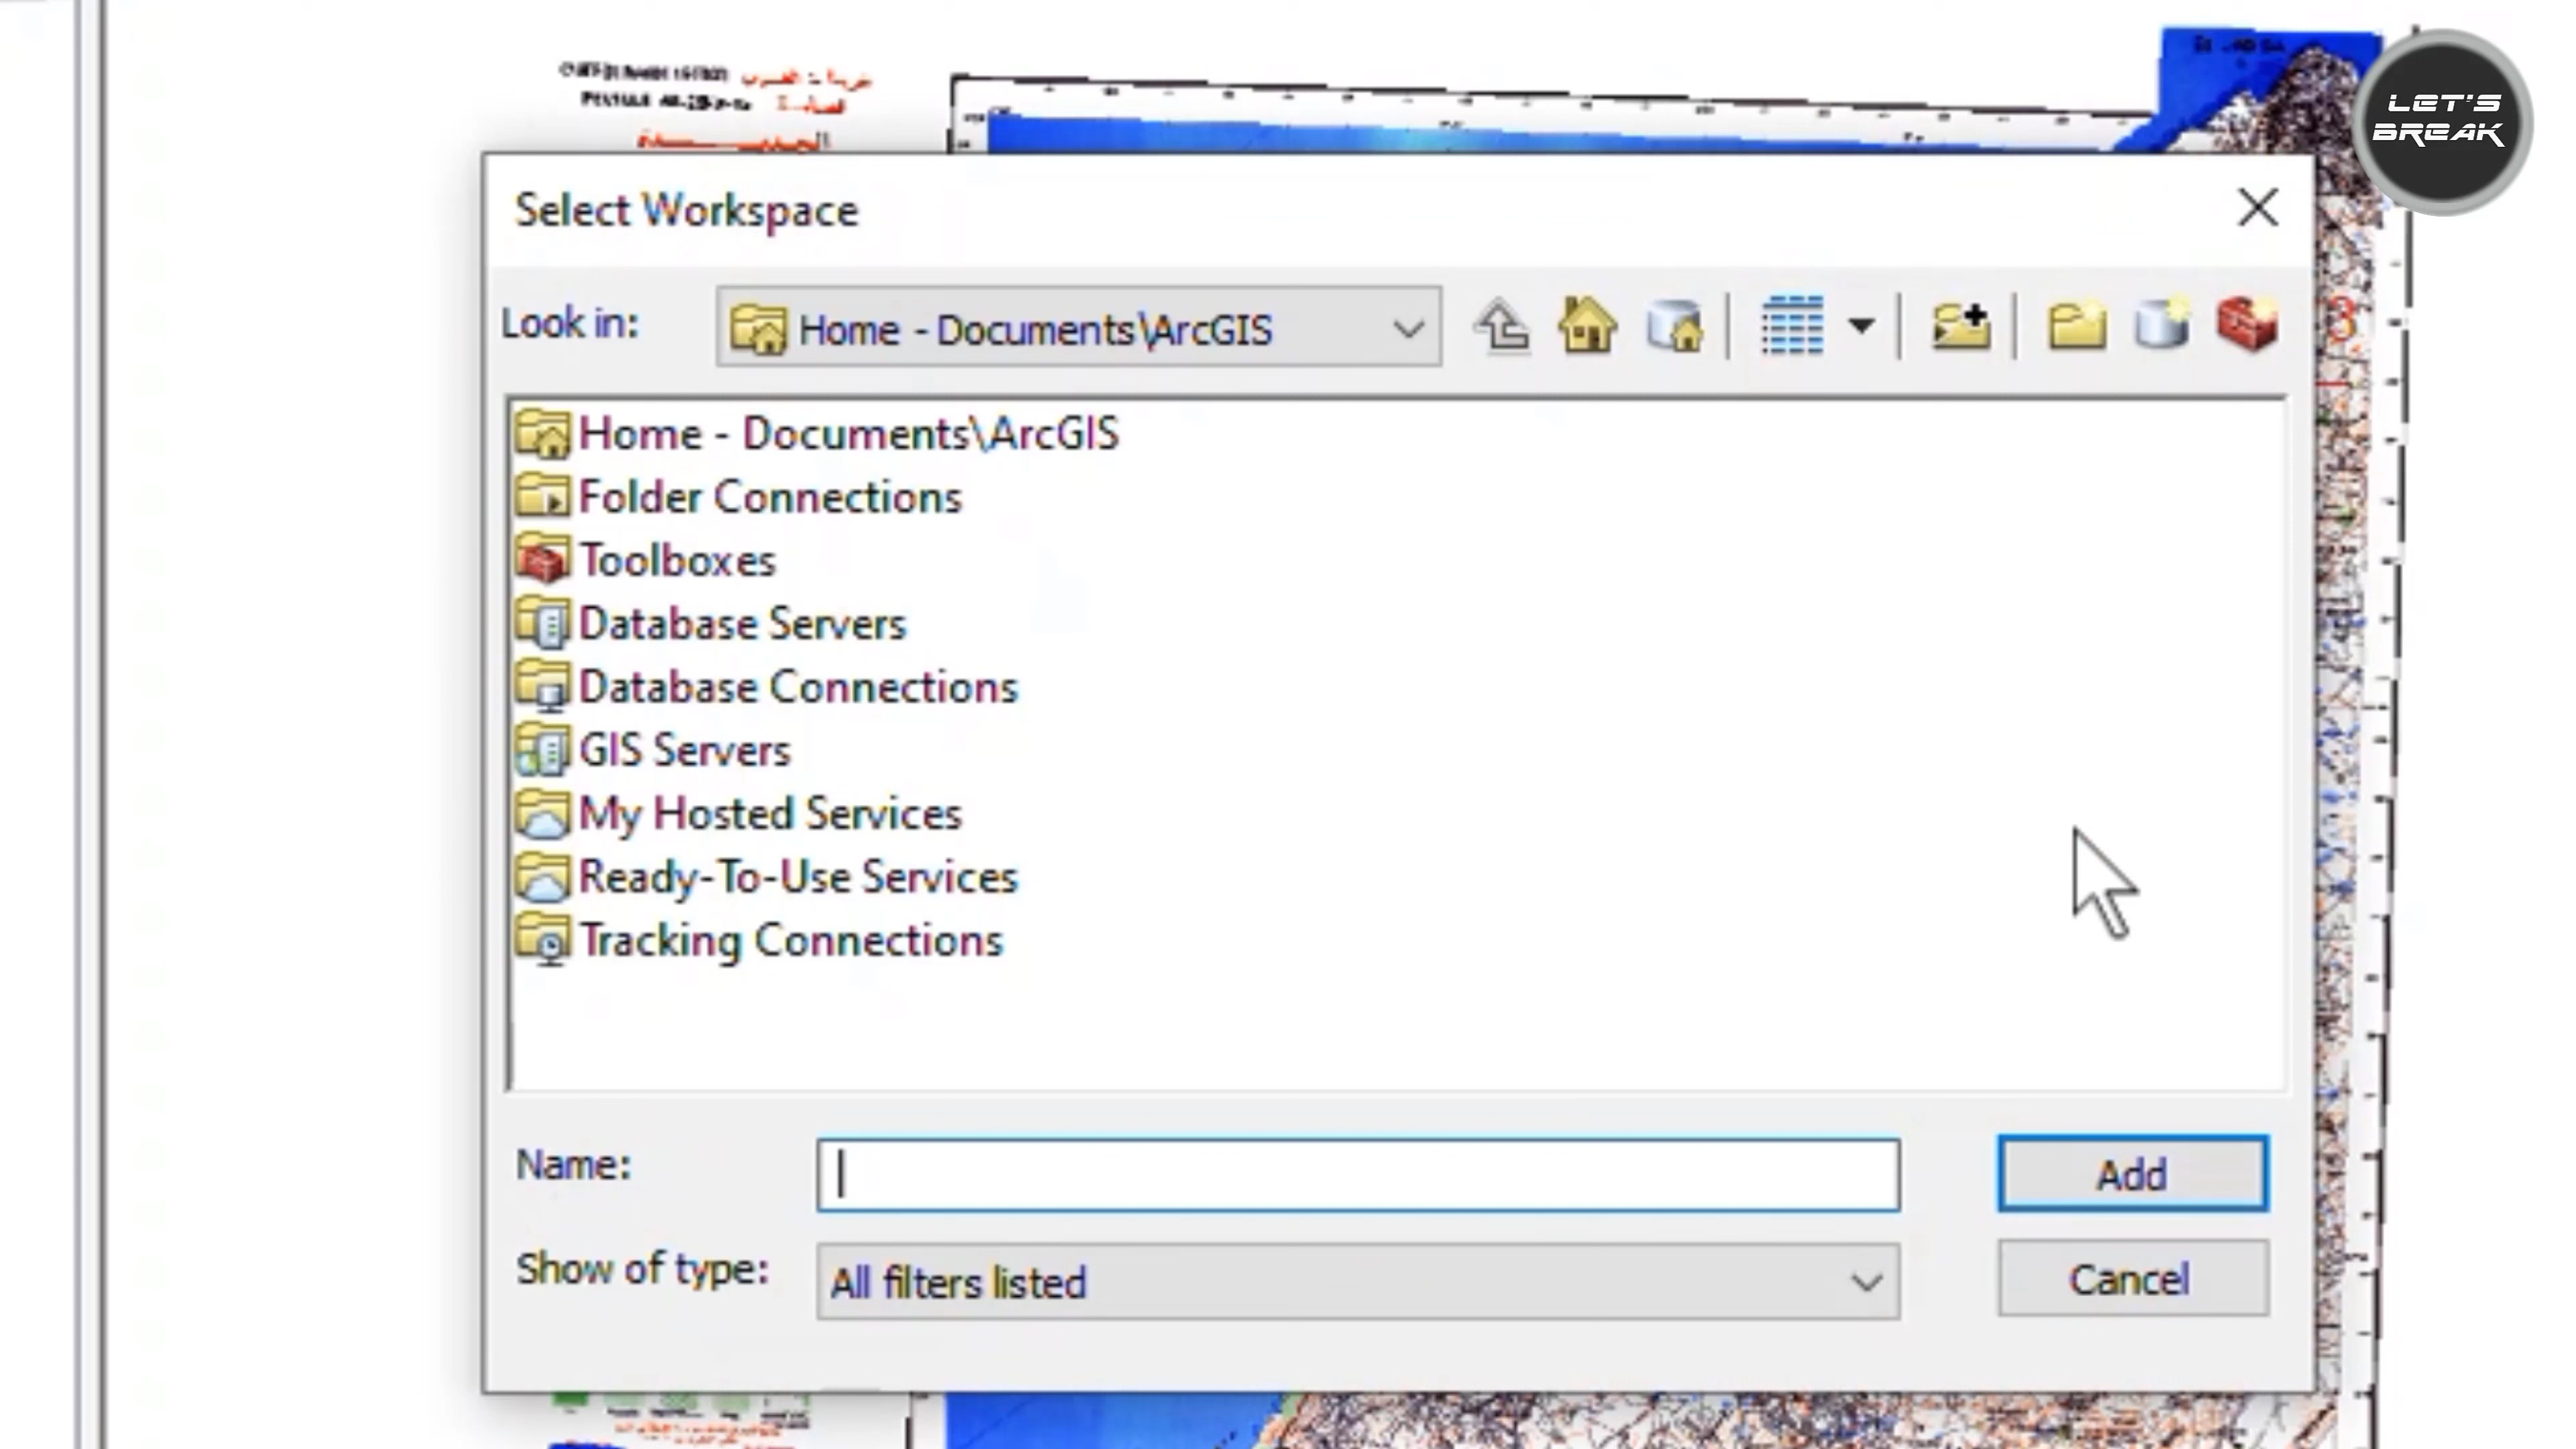 LET'S
BREAK
Select Workspace
Look in:
Home - Documents\ArcGIS
Home - Documents\ArcGIS
Folder Connections
Toolboxes
Database Servers
Database Connections
GIS Servers
My Hosted Services
Ready-To-Use Services
Tracking Connections
Name:
Add
Show of type:
All filters listed
Cancel